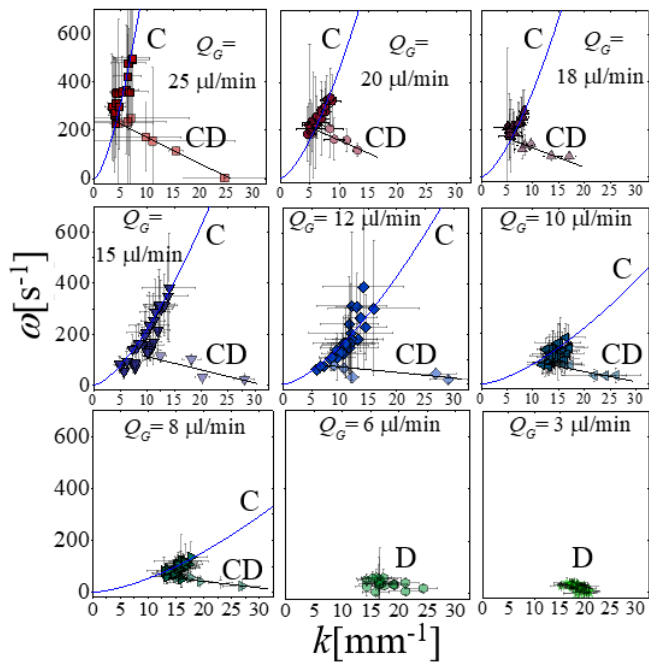 C Q_G= C Q_G= C Q_G=
25 µl/min 20 µl/min 18 µl/min
CD CD CD
600
400
200
0
0 5 10 15 20 25 30 0 5 10 15 20 25 30 0 5 10 15 20 25 30
Q_G= C Q_G= 12 µl/min C Q_G= 10 µl/min
15 µl/min C
CD CD CD
600
400
200
0
ω[s⁻¹]
0 5 10 15 20 25 30 0 5 10 15 20 25 30 0 5 10 15 20 25 30
Q_G= 8 µl/min Q_G= 6 µl/min Q_G= 3 µl/min
C
CD D D
600
400
200
0
0 5 10 15 20 25 30 0 5 10 15 20 25 30 0 5 10 15 20 25 30
k[mm⁻¹]